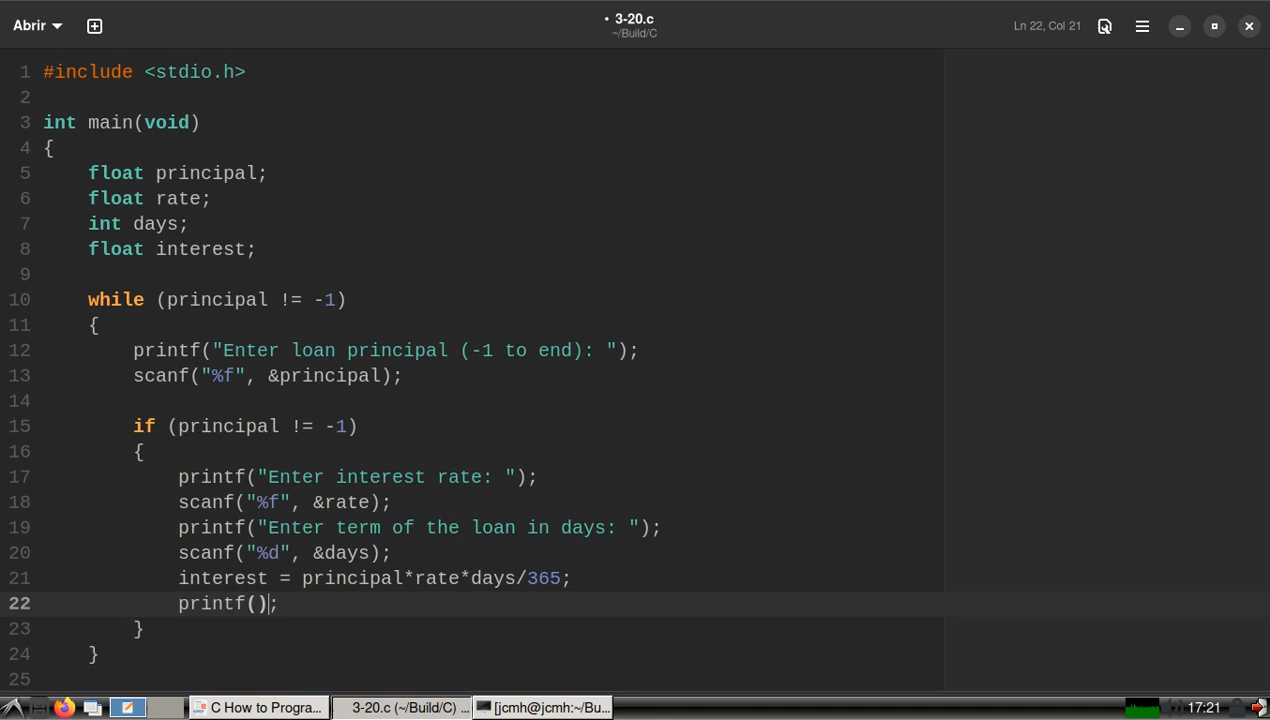 Abrir
• 3-20.c
~/Build/C
Ln 22, Col 21
1 #include <stdio.h>
2
3 int main(void)
4 {
5     float principal;
6     float rate;
7     int days;
8     float interest;
9
10     while (principal != -1)
11     {
12         printf("Enter loan principal (-1 to end): ");
13         scanf("%f", &principal);
14
15         if (principal != -1)
16         {
17             printf("Enter interest rate: ");
18             scanf("%f", &rate);
19             printf("Enter term of the loan in days: ");
20             scanf("%d", &days);
21             interest = principal*rate*days/365;
22             printf();
23         }
24     }
25
C How to Progra...
3-20.c (~/Build/C) ...
[jcmh@jcmh:~/Bu...
17:21